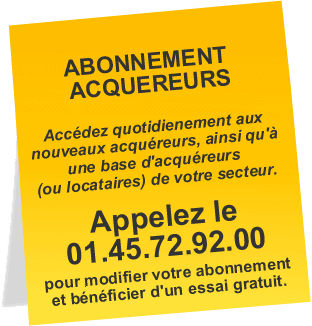 ABONNEMENT
ACQUEREURS
Accédez quotidienement aux
nouveaux acquéreurs, ainsi qu'à
une base d'acquéreurs
(ou locataires) de votre secteur.
Appelez le
01.45.72.92.00
pour modifier votre abonnement
et bénéficier d'un essai gratuit.